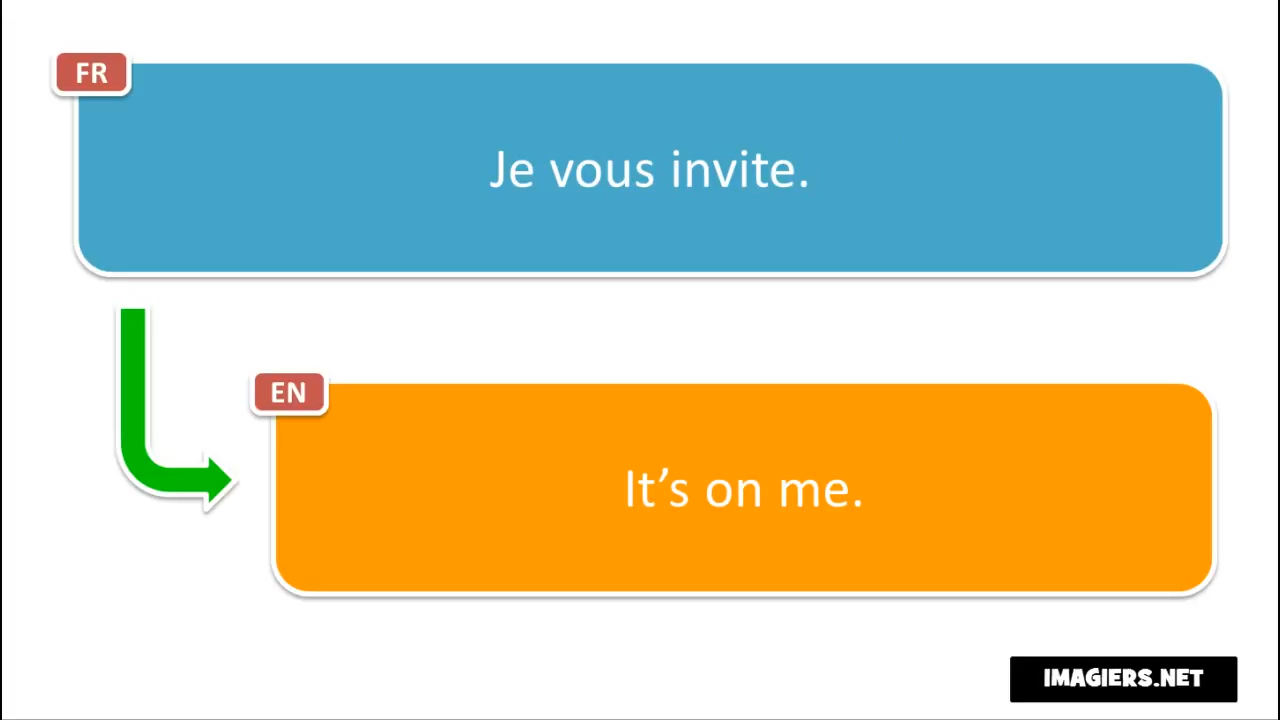 FR
Je vous invite.
EN
It’s on me.
IMAGIERS.NET